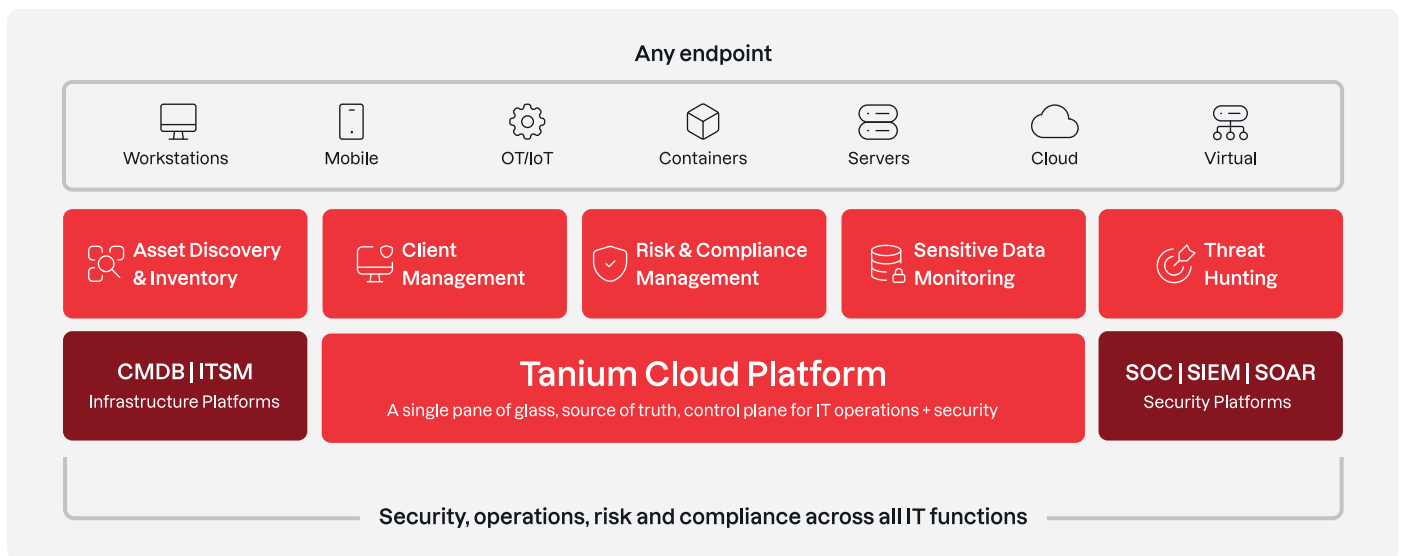 Any endpoint
Workstations
Mobile
OT/IoT
Containers
Servers
Cloud
Virtual
Asset Discovery
& Inventory
Client
Management
Risk & Compliance
Management
Sensitive Data
Monitoring
Threat
Hunting
CMDB | ITSM
Infrastructure Platforms
Tanium Cloud Platform
A single pane of glass, source of truth, control plane for IT operations + security
SOC | SIEM | SOAR
Security Platforms
Security, operations, risk and compliance across all IT functions